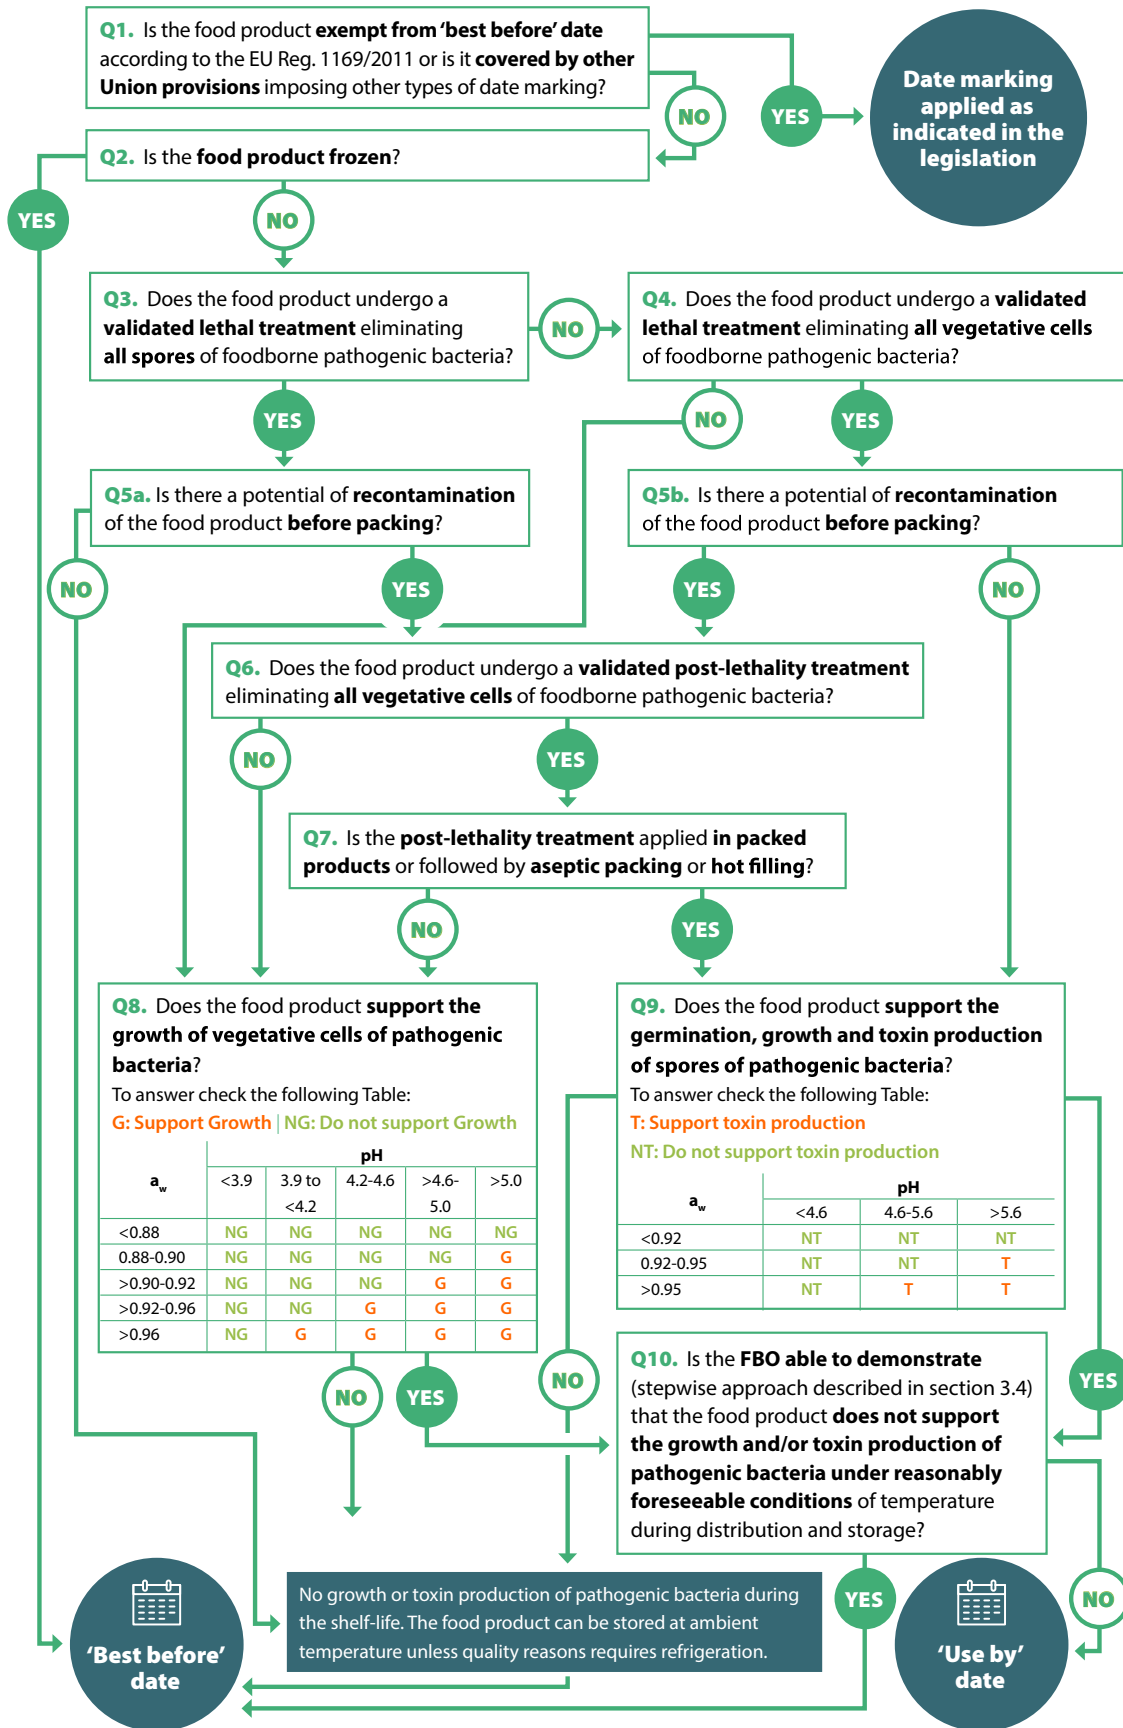 Q1. Is the food product exempt from ‘best before’ date
according to the EU Reg. 1169/2011 or is it covered by other
Union provisions imposing other types of date marking?
NO
YES
Date marking
applied as
indicated in the
legislation
Q2. Is the food product frozen?
YES
NO
Q3. Does the food product undergo a
validated lethal treatment eliminating
all spores of foodborne pathogenic bacteria?
NO
Q4. Does the food product undergo a validated
lethal treatment eliminating all vegetative cells
of foodborne pathogenic bacteria?
YES
NO
YES
Q5a. Is there a potential of recontamination
of the food product before packing?
Q5b. Is there a potential of recontamination
of the food product before packing?
NO
YES
YES
NO
Q6. Does the food product undergo a validated post-lethality treatment
eliminating all vegetative cells of foodborne pathogenic bacteria?
NO
YES
Q7. Is the post-lethality treatment applied in packed
products or followed by aseptic packing or hot filling?
NO
YES
Q8. Does the food product support the
growth of vegetative cells of pathogenic
bacteria?
To answer check the following Table:
G: Support Growth | NG: Do not support Growth
pH
aw <3.9 3.9 to <4.2 4.2-4.6 >4.6-5.0 >5.0
<0.88 NG NG NG NG NG
0.88-0.90 NG NG NG NG G
>0.90-0.92 NG NG NG G G
>0.92-0.96 NG NG G G G
>0.96 NG G G G G
Q9. Does the food product support the
germination, growth and toxin production
of spores of pathogenic bacteria?
To answer check the following Table:
T: Support toxin production
NT: Do not support toxin production
pH
aw <4.6 4.6-5.6 >5.6
<0.92 NT NT NT
0.92-0.95 NT NT T
>0.95 NT T T
NO
YES
NO
YES
Q10. Is the FBO able to demonstrate
(stepwise approach described in section 3.4)
that the food product does not support
the growth and/or toxin production of
pathogenic bacteria under reasonably
foreseeable conditions of temperature
during distribution and storage?
‘Best before’
date
No growth or toxin production of pathogenic bacteria during
the shelf-life. The food product can be stored at ambient
temperature unless quality reasons requires refrigeration.
YES
‘Use by’
date
NO